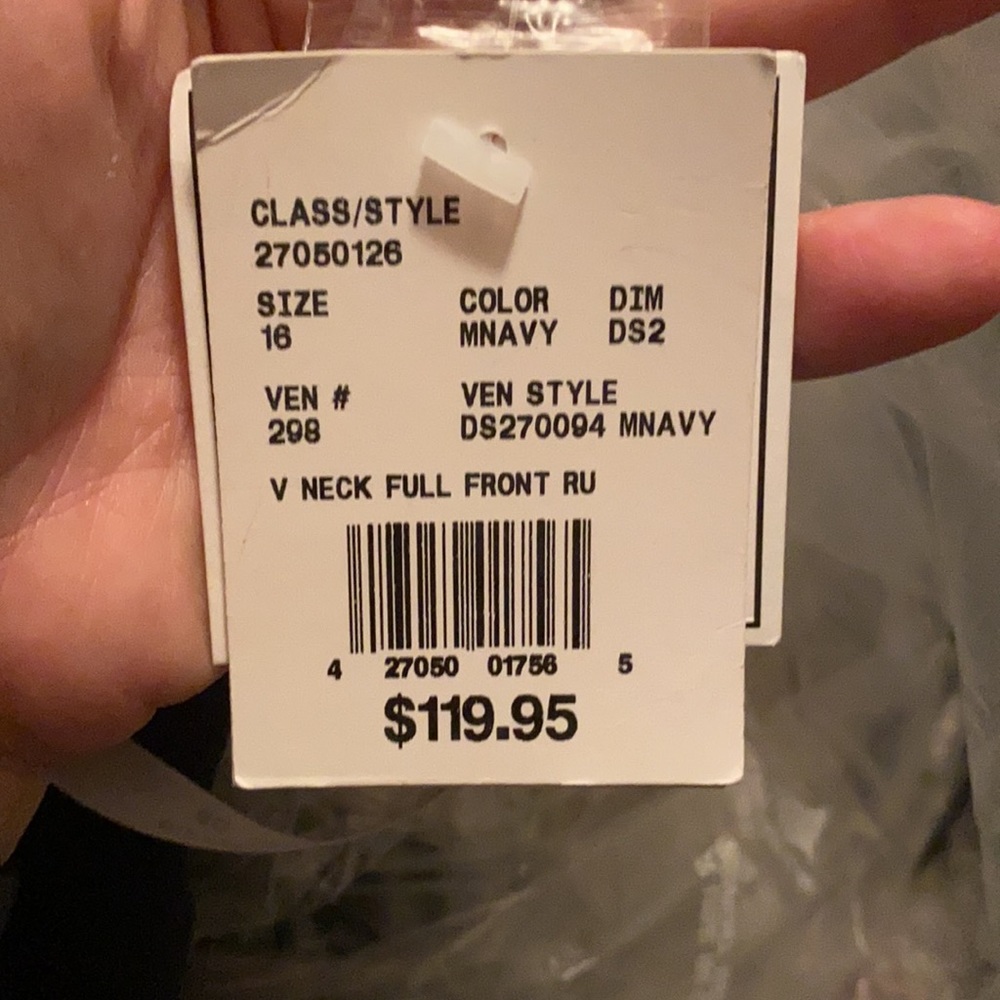 CLASS/STYLE
27050126
SIZE COLOR DIM
16 MNAVY DS2
VEN # VEN STYLE
298 DS270094 MNAVY
V NECK FULL FRONT RU
4 27050 01756 5
$119.95